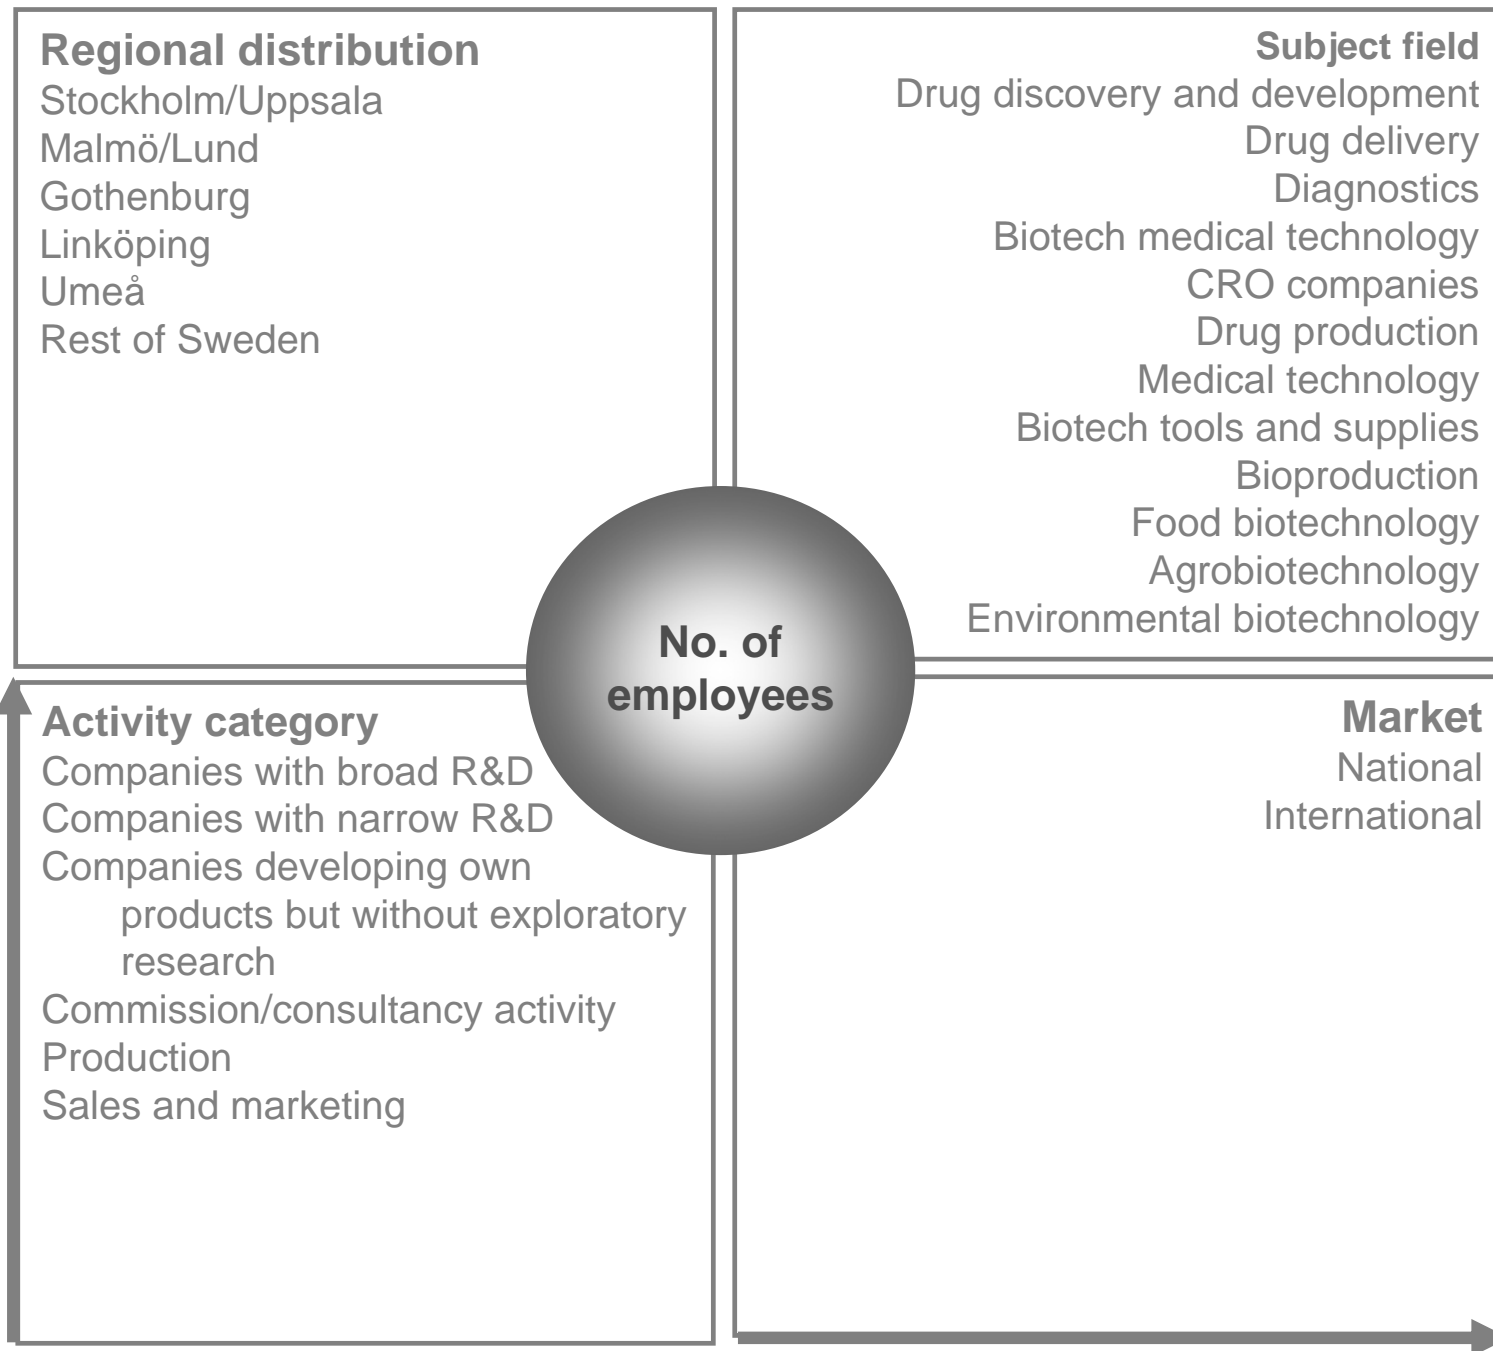 Regional distribution
Stockholm/Uppsala
Malmö/Lund
Gothenburg
Linköping
Umeå
Rest of Sweden
Subject field
Drug discovery and development
Drug delivery
Diagnostics
Biotech medical technology
CRO companies
Drug production
Medical technology
Biotech tools and supplies
Bioproduction
Food biotechnology
Agrobiotechnology
Environmental biotechnology
No. of
employees
Activity category
Companies with broad R&D
Companies with narrow R&D
Companies developing own
products but without exploratory
research
Commission/consultancy activity
Production
Sales and marketing
Market
National
International